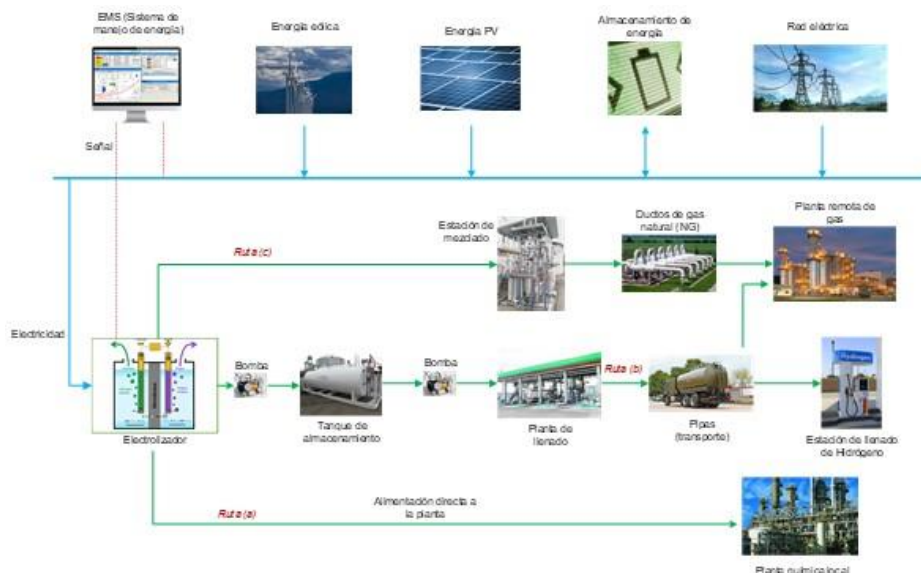 EMS (Sistema de
manejo de energía)
Energía eólica
Energía PV
Almacenamiento de
energía
Red eléctrica
Señal
Estación de
mezclado
Ductos de gas
natural (NG)
Planta remota de
gas
Ruta (c)
Electricidad
Bomba
Bomba
Ruta (b)
Electrolizador
Tanque de
almacenamiento
Planta de
llenado
Pipas
(transporte)
Hydrogen
Estación de llenado
de Hidrógeno
Ruta (a)
Alimentación directa a
la planta
Planta química local